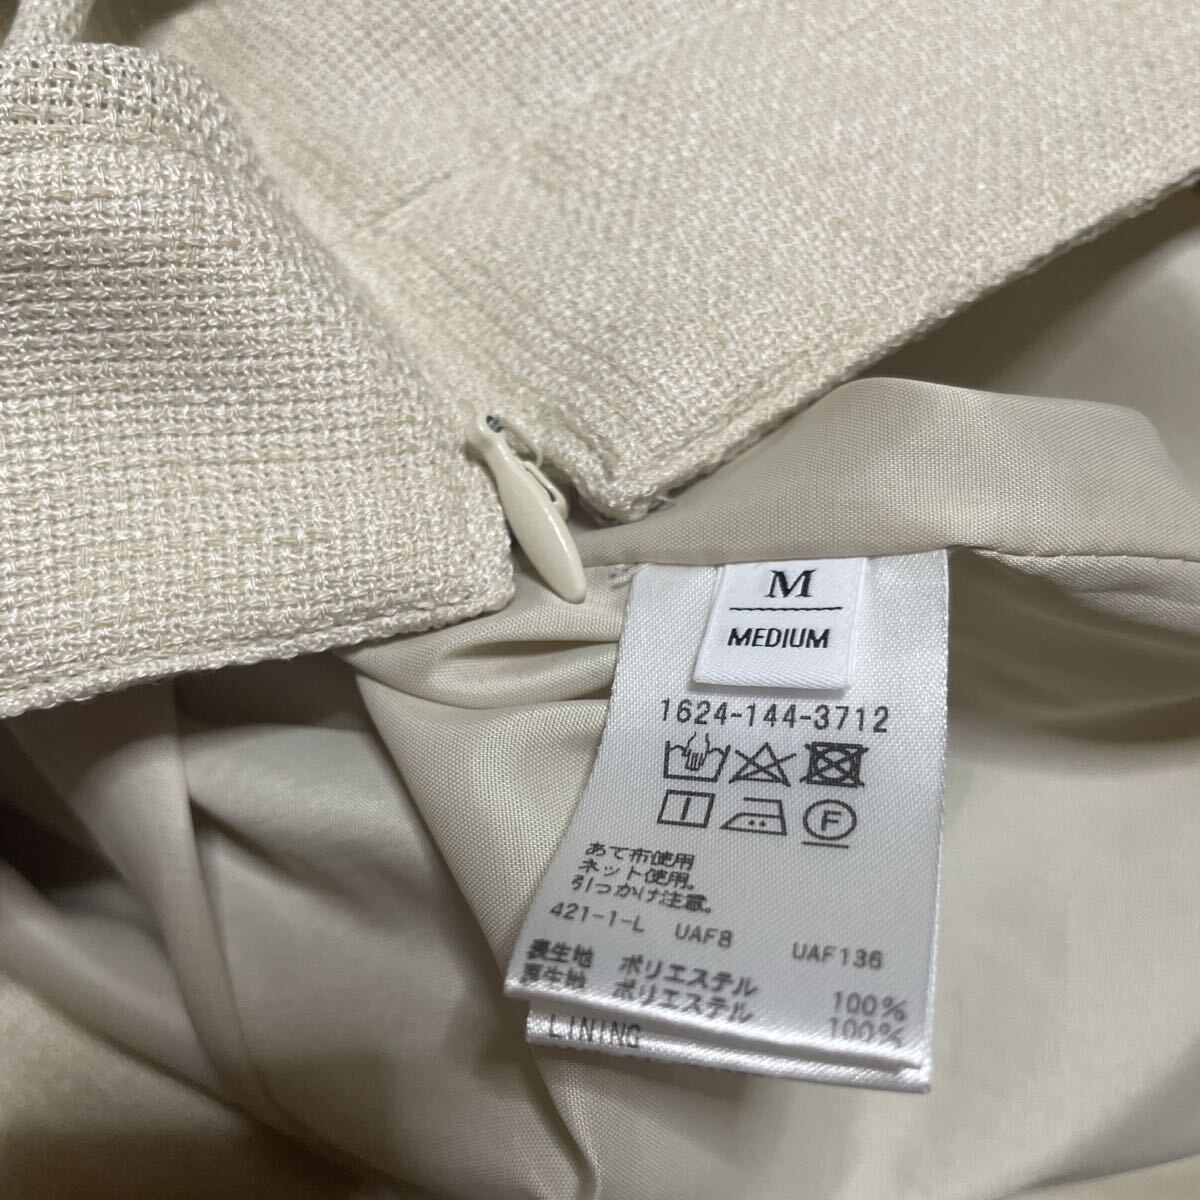 M
MEDIUM
1624-144-3712
F
あて布使用
ネット使用。
引っかけ注意。
421-1-L UAF8 UAF136
表生地 ポリエステル 100%
表生地 ポリエステル 100%
LINING